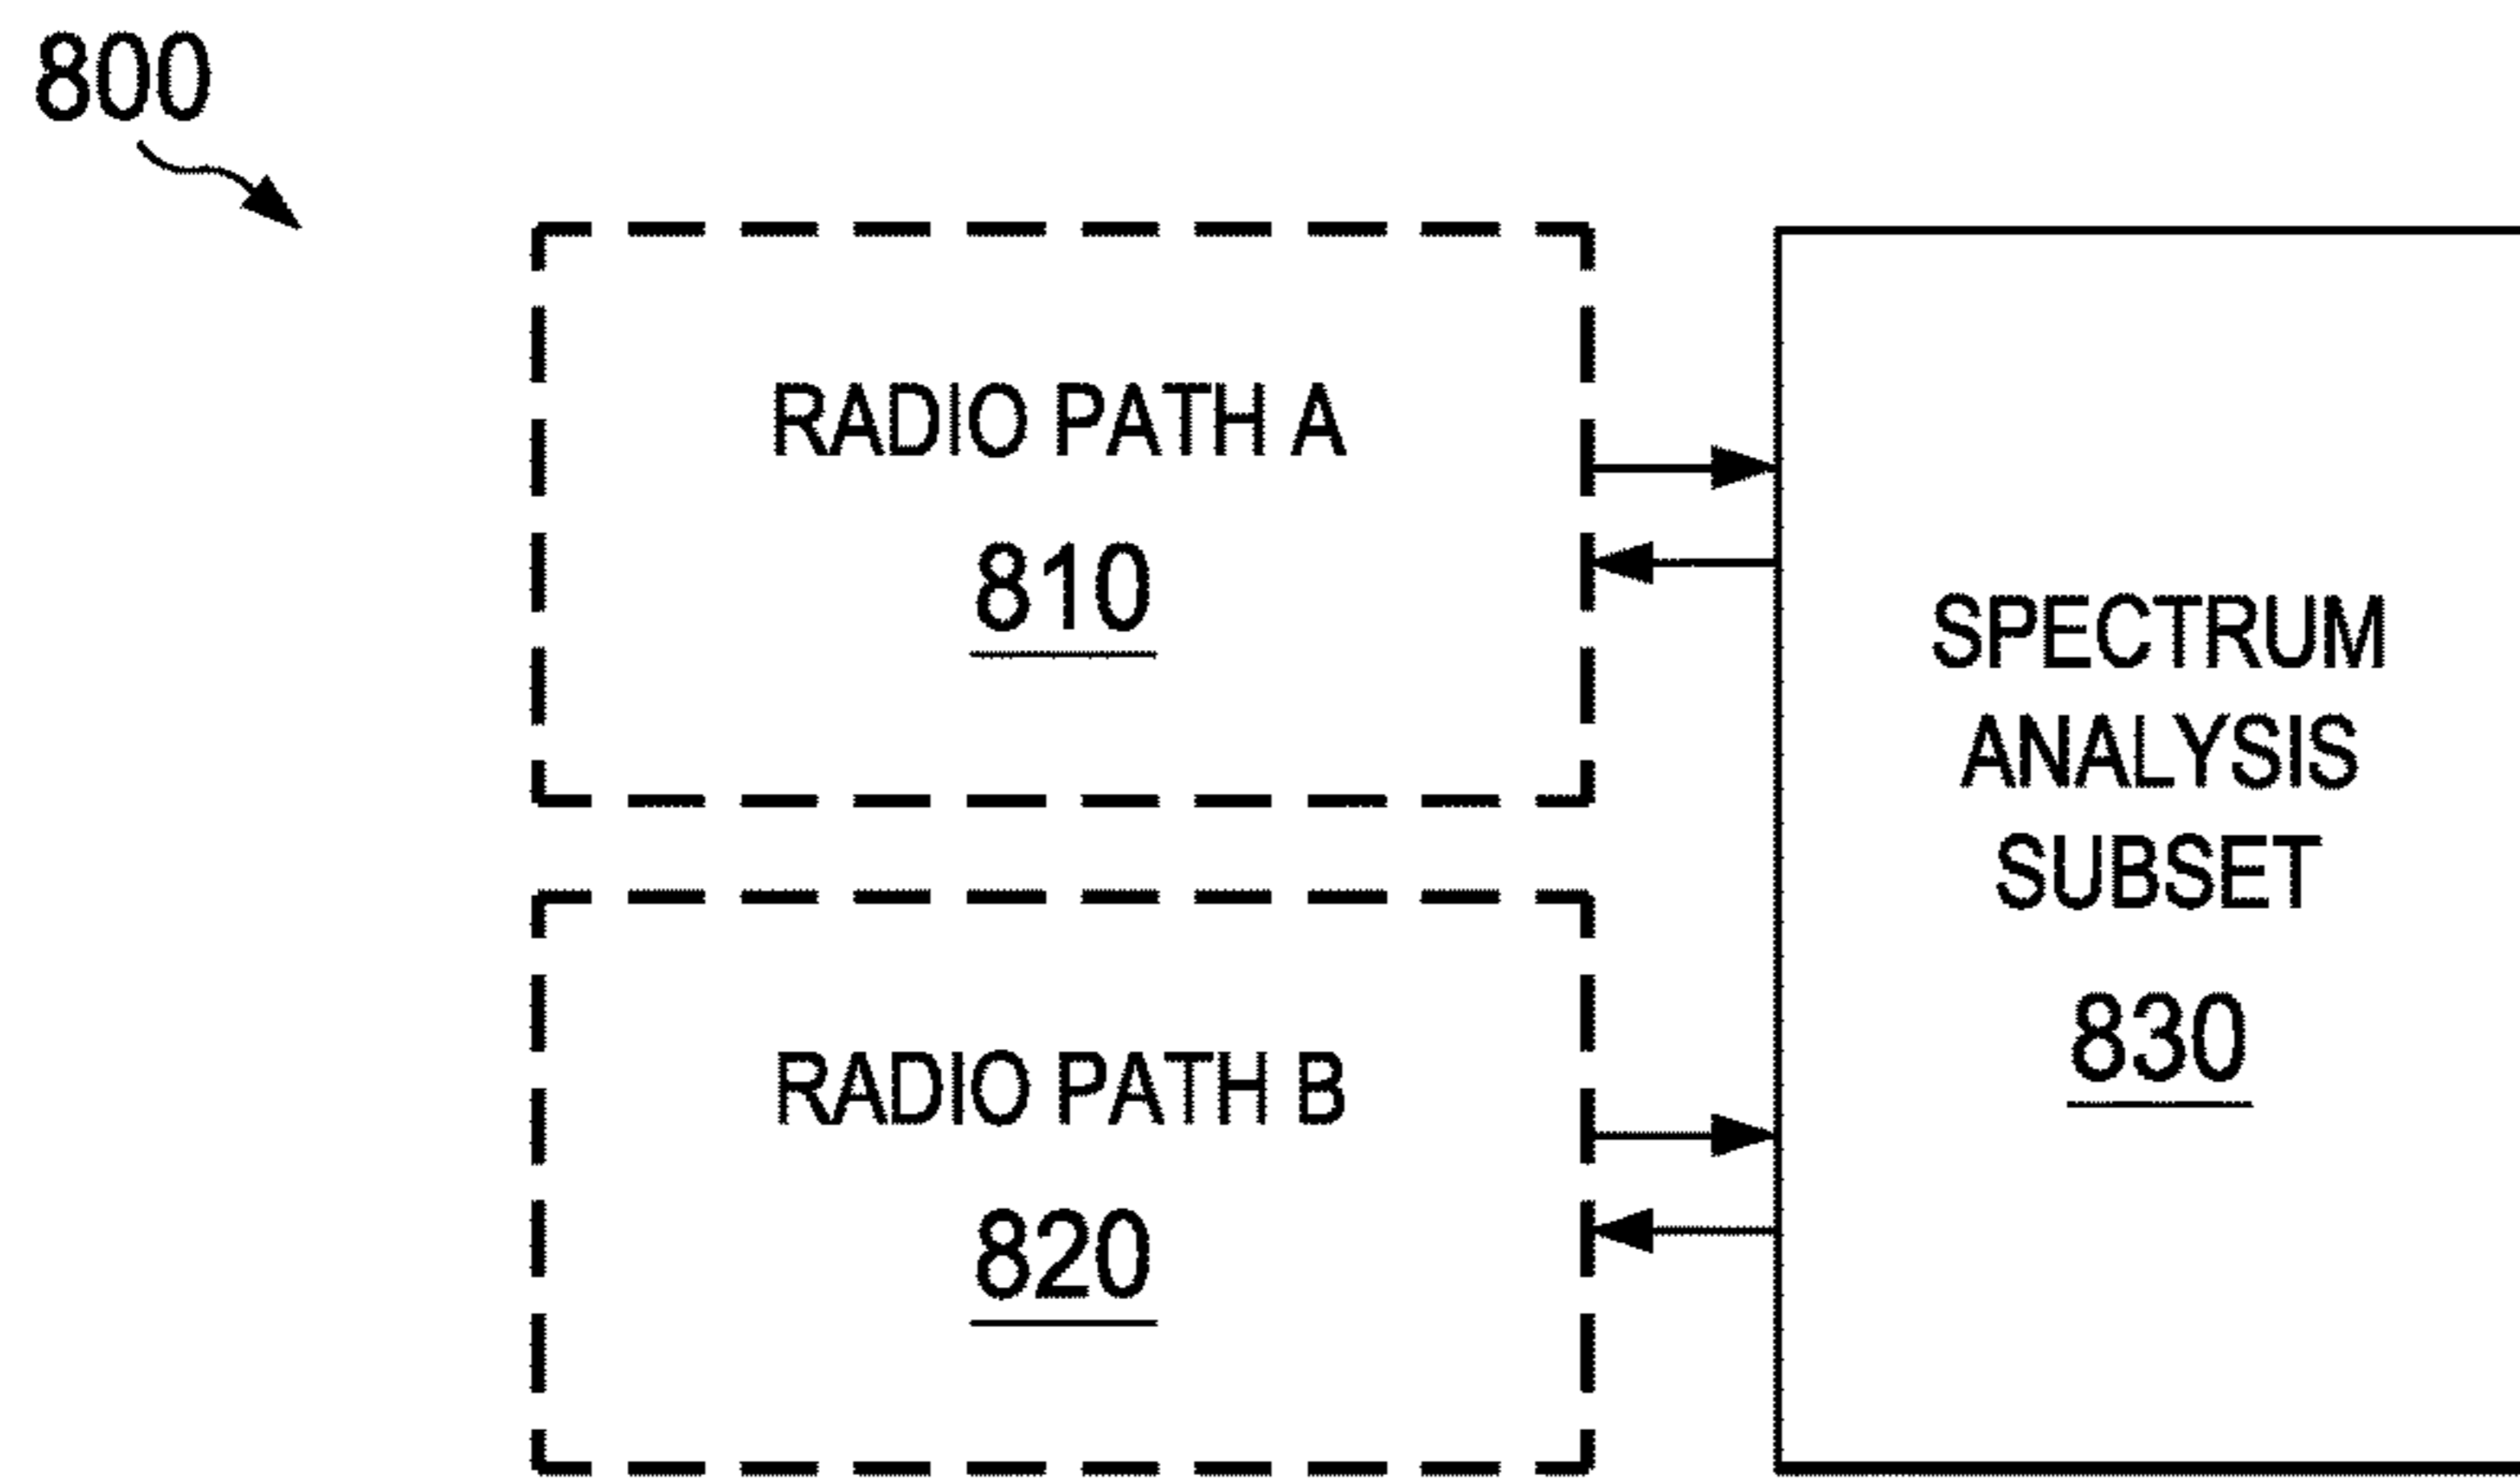 800
RADIO PATH A
810
SPECTRUM
ANALYSIS
SUBSET
830
RADIO PATH B
820